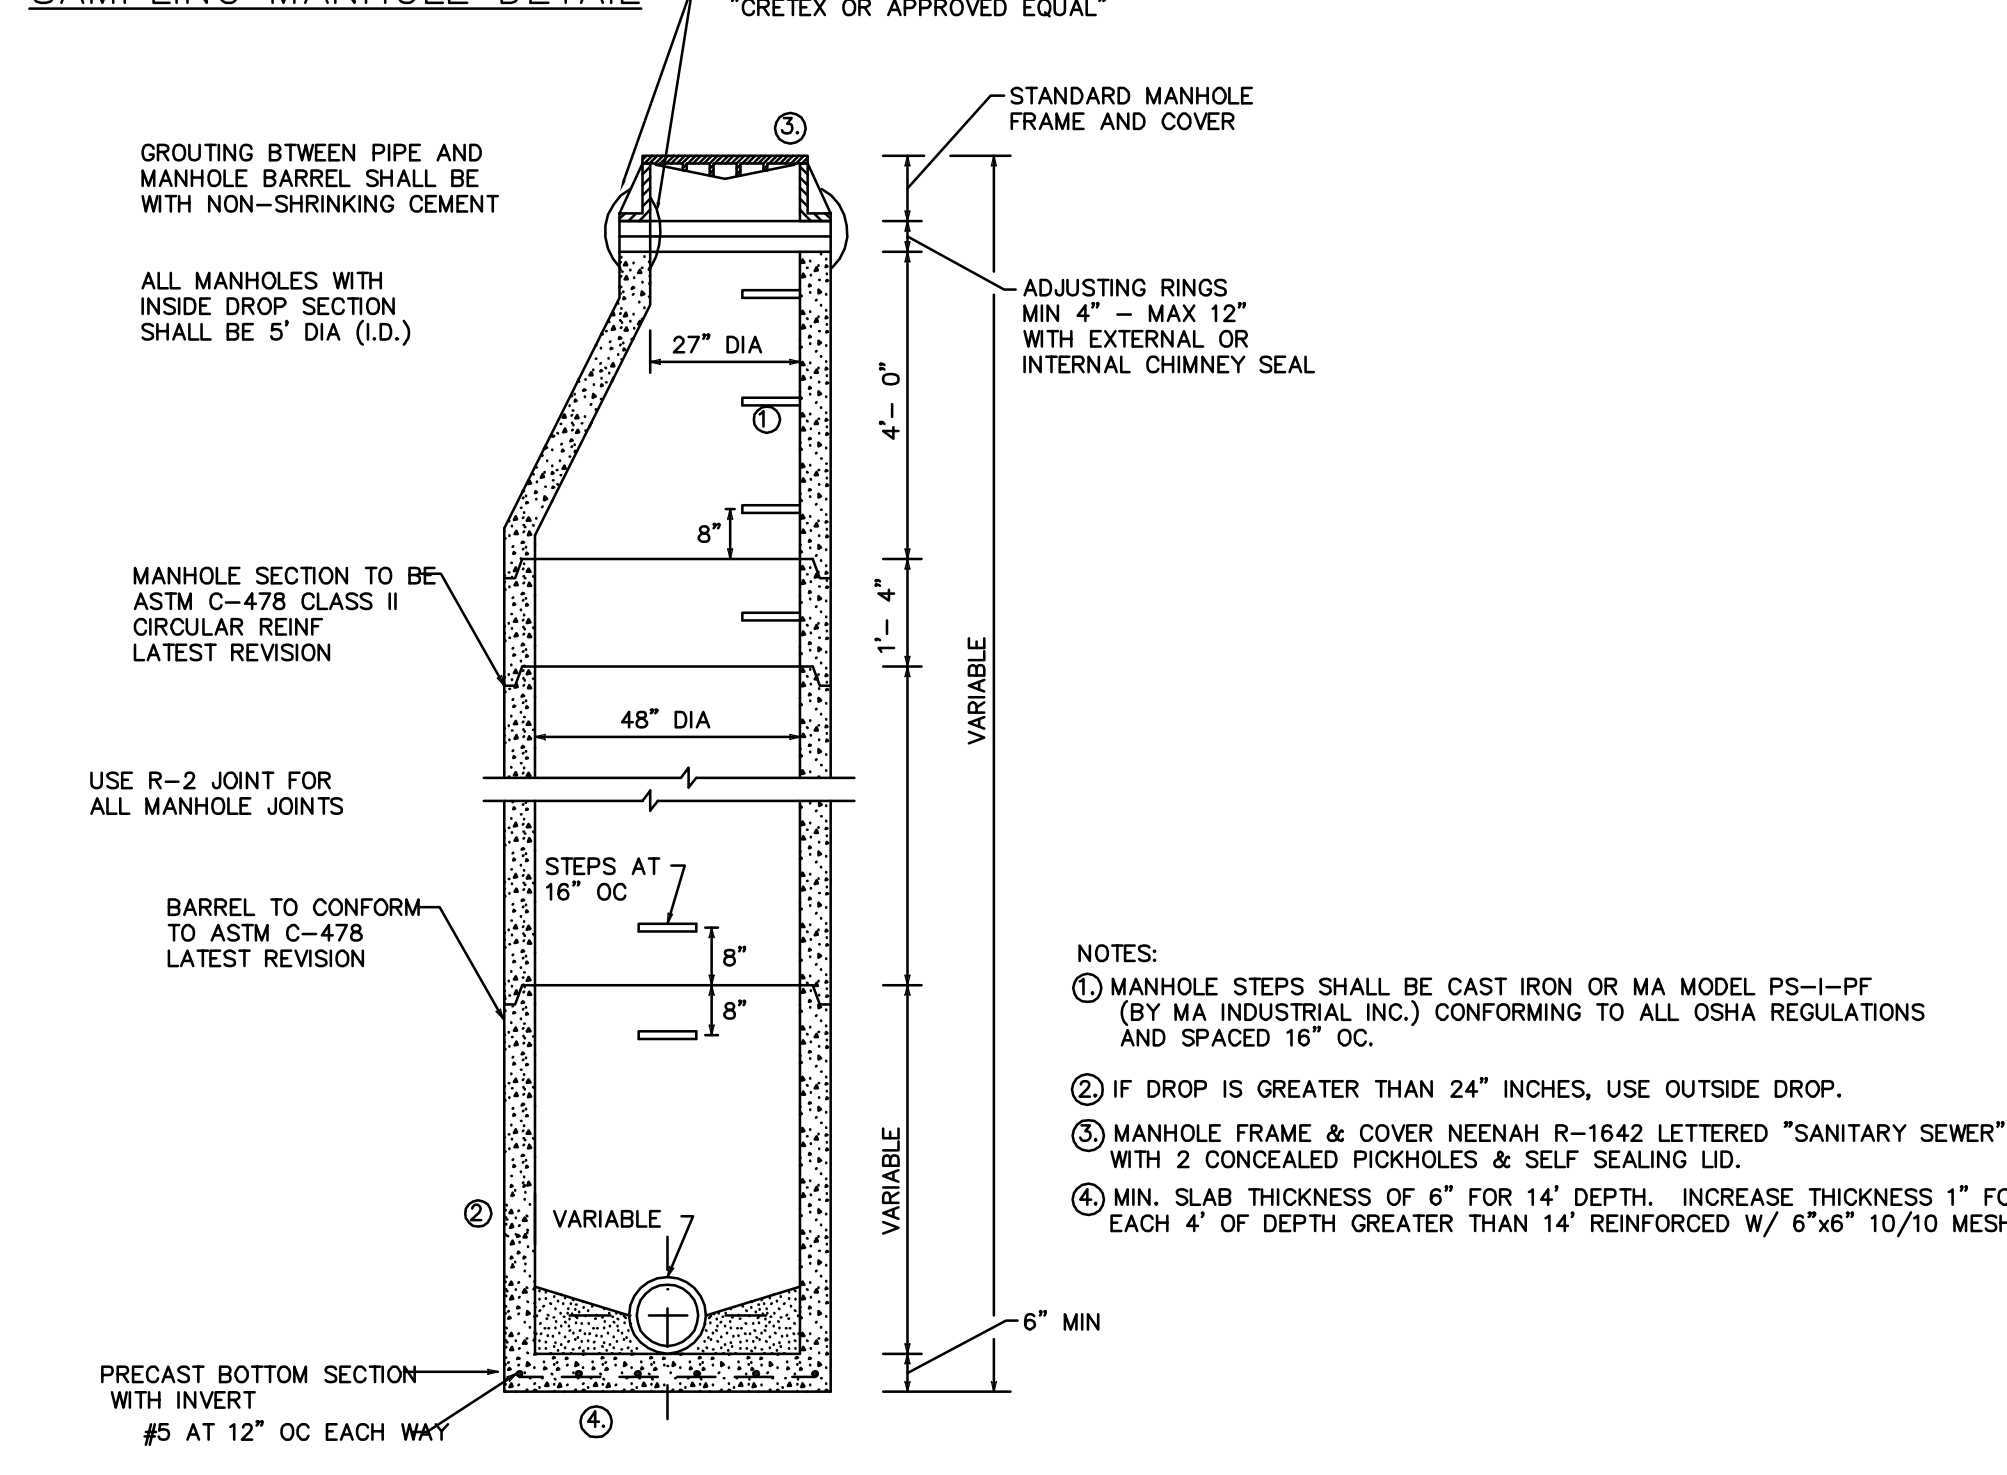 SAMPLING MANHOLE DETAIL
"CRETEX OR APPROVED EQUAL"
STANDARD MANHOLE
FRAME AND COVER
3.
GROUTING BTWEEN PIPE AND
MANHOLE BARREL SHALL BE
WITH NON-SHRINKING CEMENT
ALL MANHOLES WITH
INSIDE DROP SECTION
SHALL BE 5' DIA (I.D.)
ADJUSTING RINGS
MIN 4" - MAX 12"
WITH EXTERNAL OR
INTERNAL CHIMNEY SEAL
27" DIA
4'- 0"
1
8"
MANHOLE SECTION TO BE
ASTM C-478 CLASS II
CIRCULAR REINF
LATEST REVISION
1'- 4"
VARIABLE
48" DIA
USE R-2 JOINT FOR
ALL MANHOLE JOINTS
STEPS AT
16" OC
BARREL TO CONFORM
TO ASTM C-478
LATEST REVISION
8"
8"
NOTES:
1. MANHOLE STEPS SHALL BE CAST IRON OR MA MODEL PS-I-PF
(BY MA INDUSTRIAL INC.) CONFORMING TO ALL OSHA REGULATIONS
AND SPACED 16" OC.
2. IF DROP IS GREATER THAN 24" INCHES, USE OUTSIDE DROP.
3. MANHOLE FRAME & COVER NEENAH R-1642 LETTERED "SANITARY SEWER"
WITH 2 CONCEALED PICKHOLES & SELF SEALING LID.
4. MIN. SLAB THICKNESS OF 6" FOR 14' DEPTH. INCREASE THICKNESS 1"
EACH 4' OF DEPTH GREATER THAN 14' REINFORCED W/ 6"x6" 10/10 MESH
VARIABLE
2
VARIABLE
6" MIN
PRECAST BOTTOM SECTION
WITH INVERT
#5 AT 12" OC EACH WAY
4.